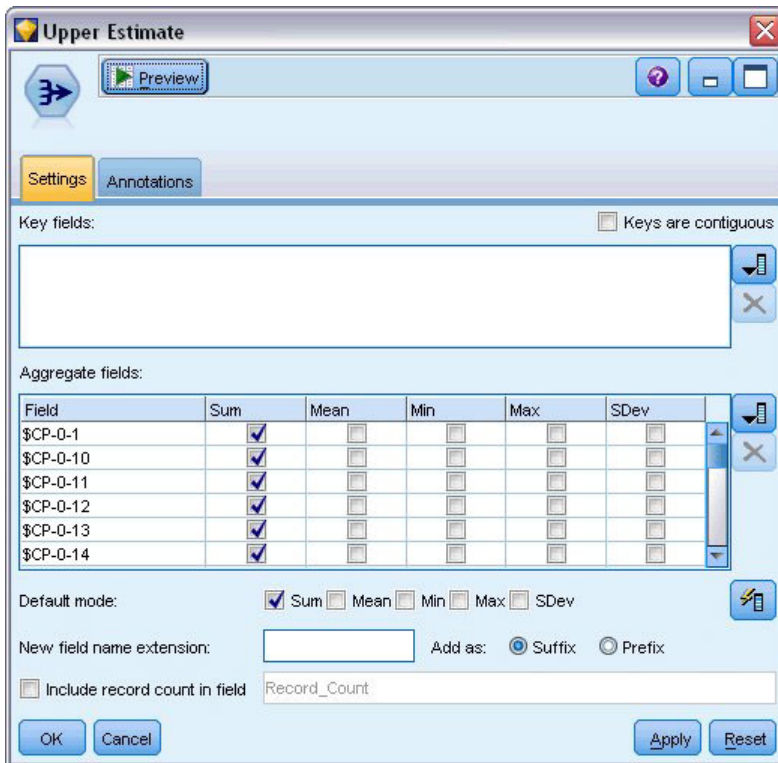 Upper Estimate
Preview
Settings
Annotations
Key fields:
Keys are contiguous
Aggregate fields:
Field Sum Mean Min Max SDev
$CP-0-1
$CP-0-10
$CP-0-11
$CP-0-12
$CP-0-13
$CP-0-14
Default mode: Sum Mean Min Max SDev
New field name extension: Add as: Suffix Prefix
Include record count in field Record_Count
OK Cancel Apply Reset